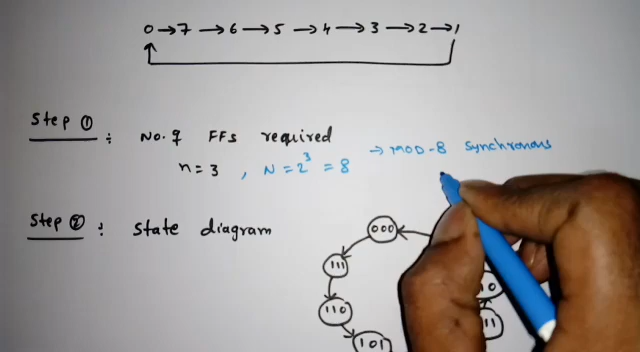 0 → 7 → 6 → 5 → 4 → 3 → 2 → 1
Step ① : No. of FFs required
n = 3 , N = 2³ = 8 → MOD-8 Synchronous
Step ② : State diagram
000
111
110
101